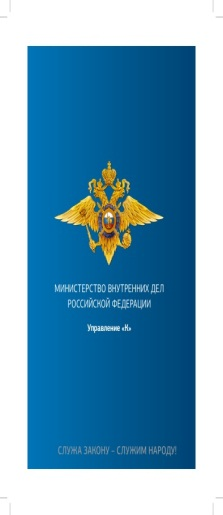 МИНИСТЕРСТВО ВНУТРЕННИХ ДЕЛ
РОССИЙСКОЙ ФЕДЕРАЦИИ
Управление «К»
СЛУЖА ЗАКОНУ – СЛУЖИМ НАРОДУ!